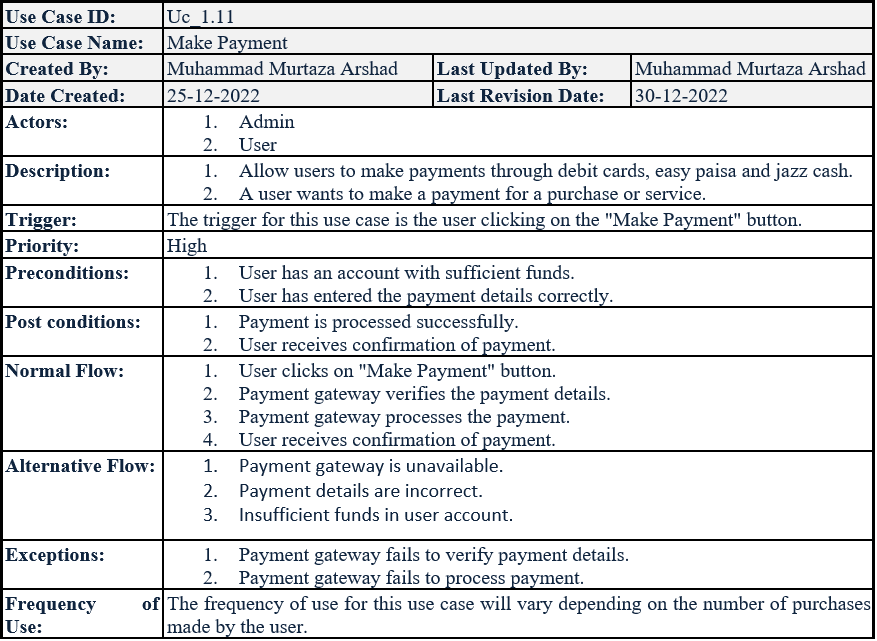 Use Case ID: Uc_1.11
Use Case Name: Make Payment
Created By: Muhammad Murtaza Arshad Last Updated By: Muhammad Murtaza Arshad
Date Created: 25-12-2022 Last Revision Date: 30-12-2022
Actors: 1. Admin
2. User
Description: 1. Allow users to make payments through debit cards, easy paisa and jazz cash.
2. A user wants to make a payment for a purchase or service.
Trigger: The trigger for this use case is the user clicking on the "Make Payment" button.
Priority: High
Preconditions: 1. User has an account with sufficient funds.
2. User has entered the payment details correctly.
Post conditions: 1. Payment is processed successfully.
2. User receives confirmation of payment.
Normal Flow: 1. User clicks on "Make Payment" button.
2. Payment gateway verifies the payment details.
3. Payment gateway processes the payment.
4. User receives confirmation of payment.
Alternative Flow: 1. Payment gateway is unavailable.
2. Payment details are incorrect.
3. Insufficient funds in user account.
Exceptions: 1. Payment gateway fails to verify payment details.
2. Payment gateway fails to process payment.
Frequency of The frequency of use for this use case will vary depending on the number of purchases
Use: made by the user.